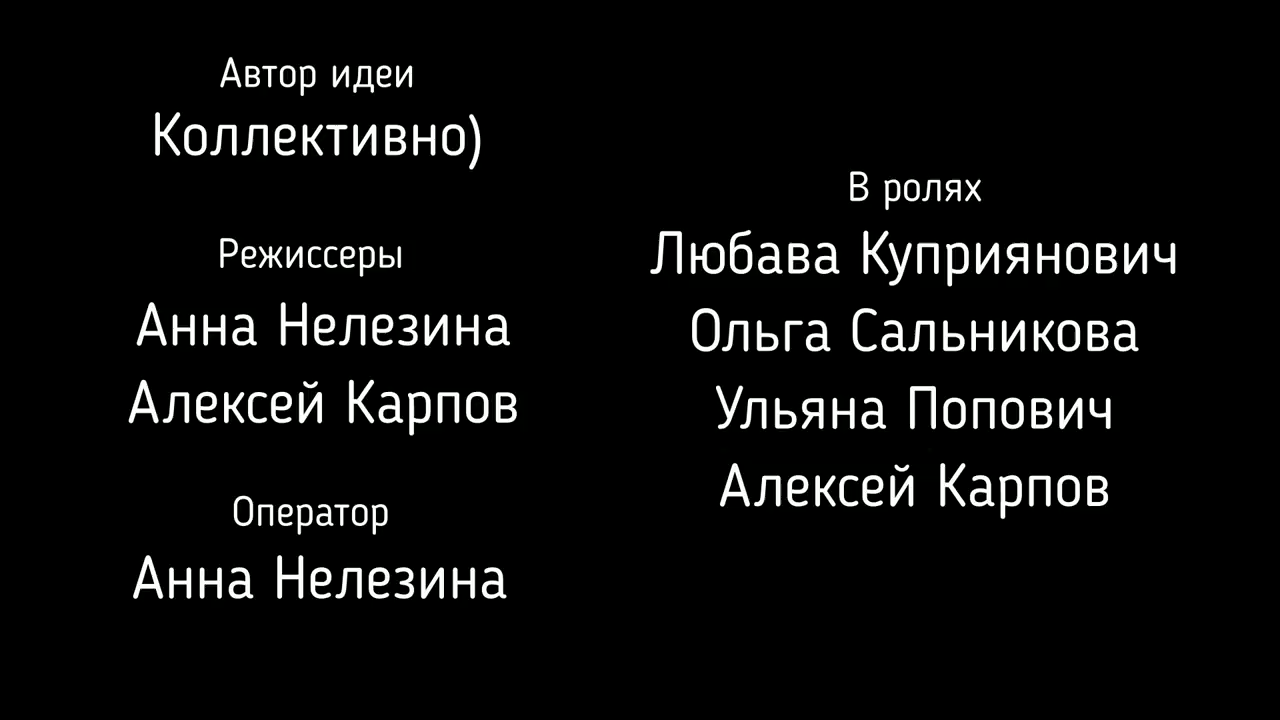 Автор идеи
Коллективно)
Режиссеры
Анна Нелезина
Алексей Карпов
Оператор
Анна Нелезина
В ролях
Любава Куприянович
Ольга Сальникова
Ульяна Попович
Алексей Карпов